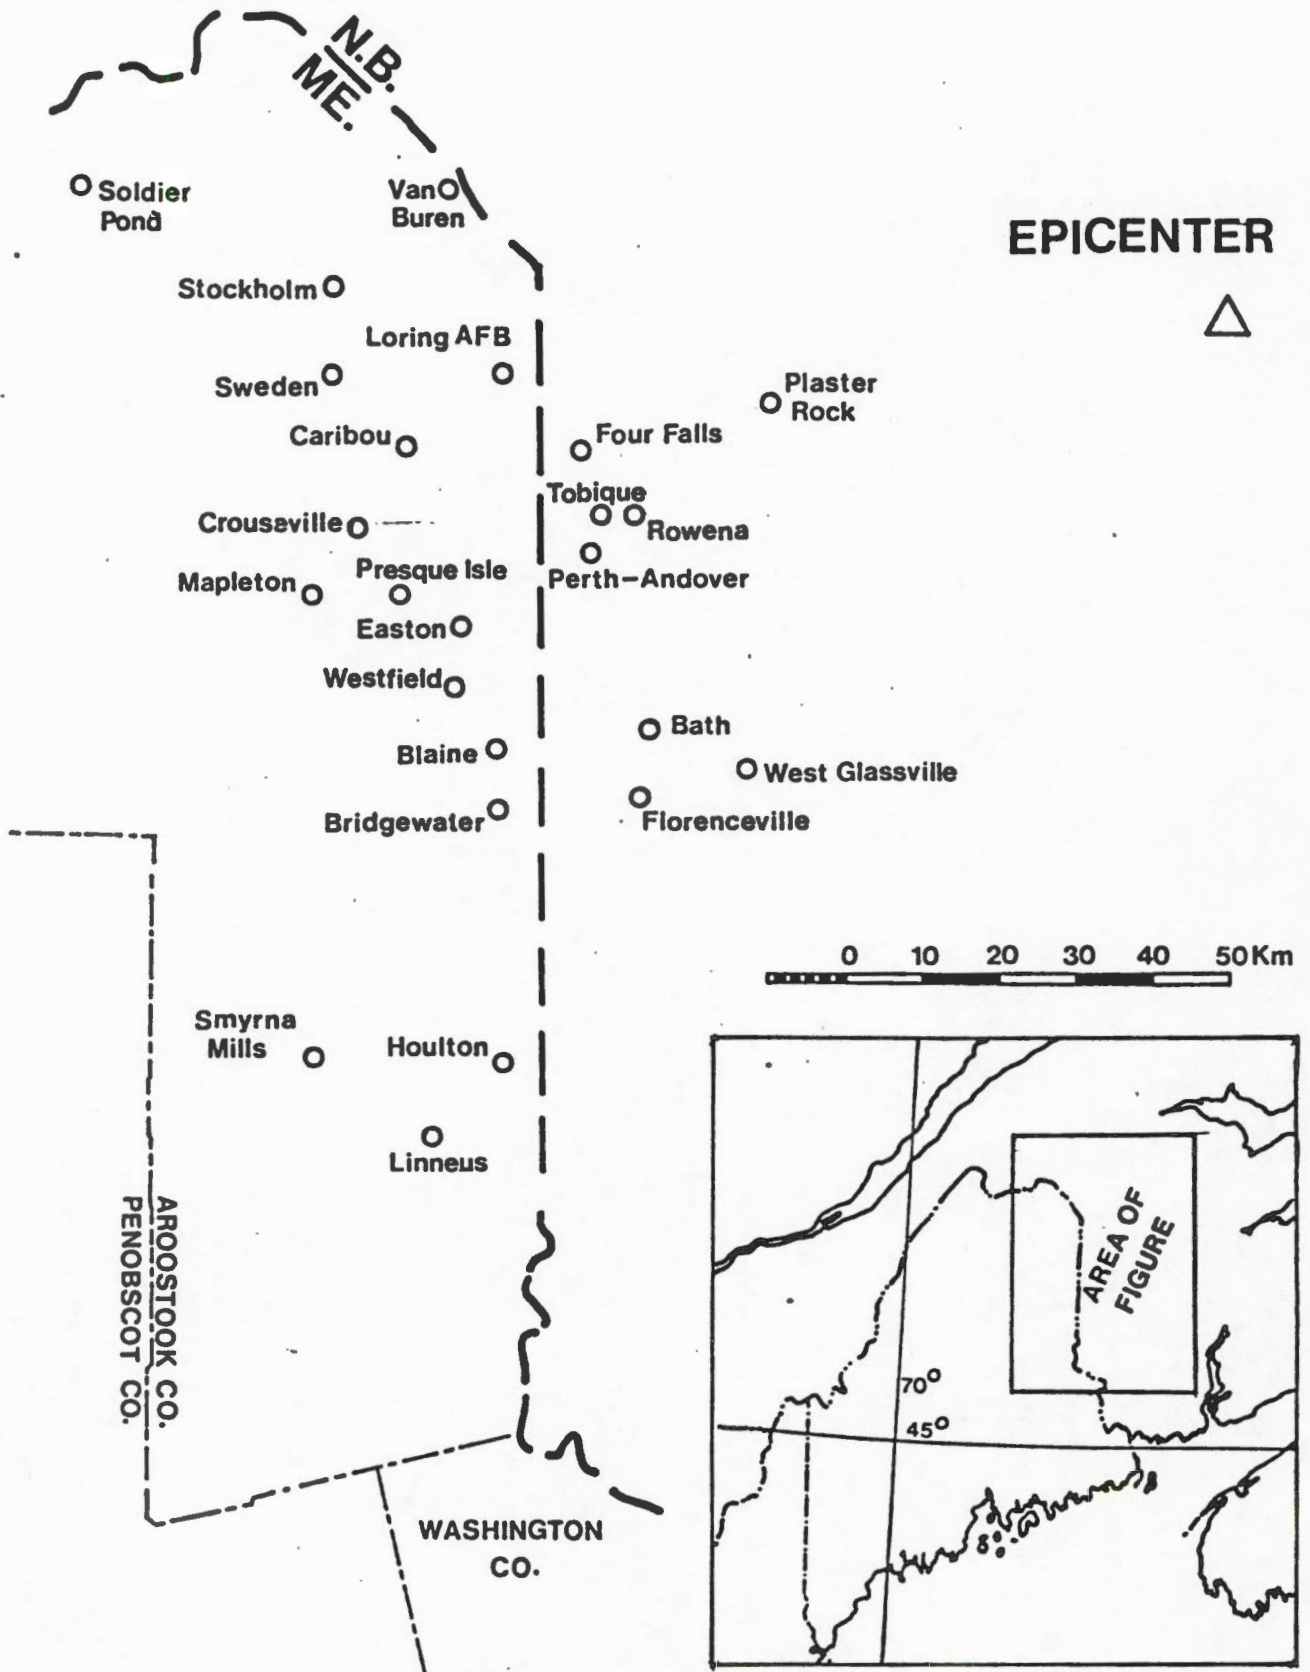 N.B.
ME.
Soldier
Pond
Van
Buren
EPICENTER
Stockholm
Loring AFB
Sweden
Plaster
Rock
Caribou
Four Falls
Tobique
Crouseville
Rowena
Presque Isle
Mapleton
Perth-Andover
Easton
Westfield
Bath
Blaine
West Glassville
Bridgewater
Florenceville
0 10 20 30 40 50 Km
Smyrna
Mills
Houlton
Linneus
AROOSTOOK CO.
PENOBSCOT CO.
AREA OF
FIGURE
70°
45°
WASHINGTON
CO.